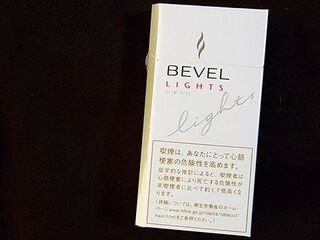 BEVEL
LIGHTS
SLIM SIZE
lights
喫煙は、あなたにとって心筋
梗塞の危険性を高めます。
疫学的な推計によると、喫煙者は
心筋梗塞により死亡する危険性が
非喫煙者に比べて約1.7倍高くな
ります。
(詳細については、厚生労働省のホーム・
ページ www.mhlw.go.jp/topics/tobacco/
main.htmlをご参照ください。)